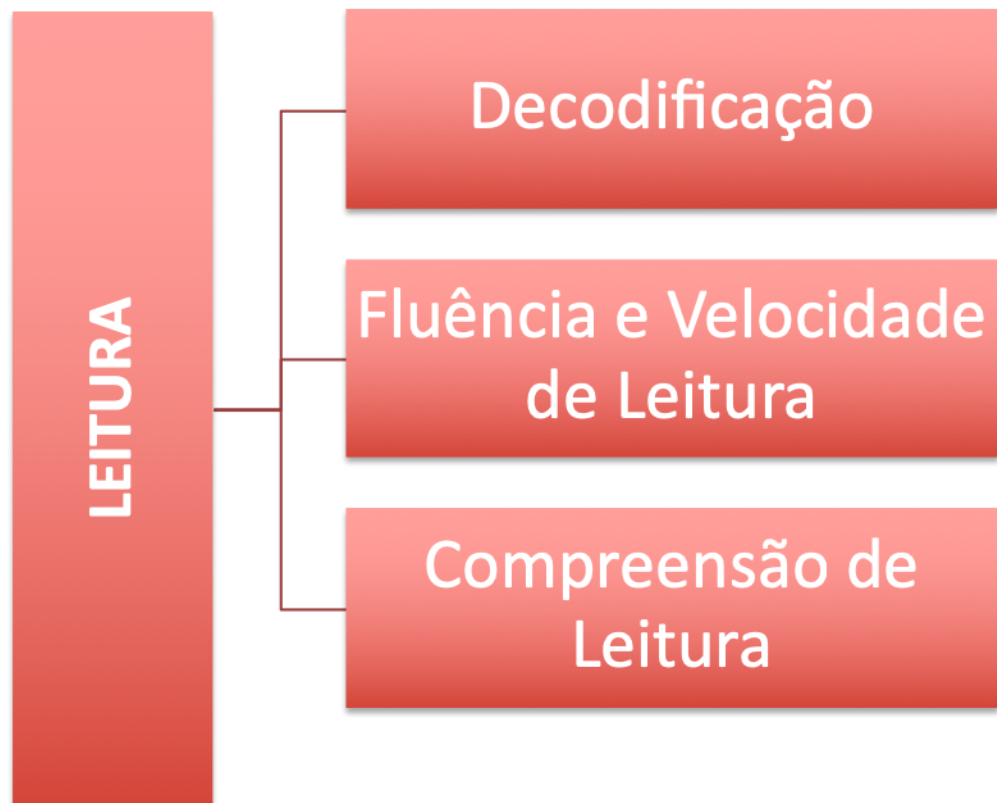 LEITURA
Decodificação
Fluência e Velocidade
de Leitura
Compreensão de
Leitura